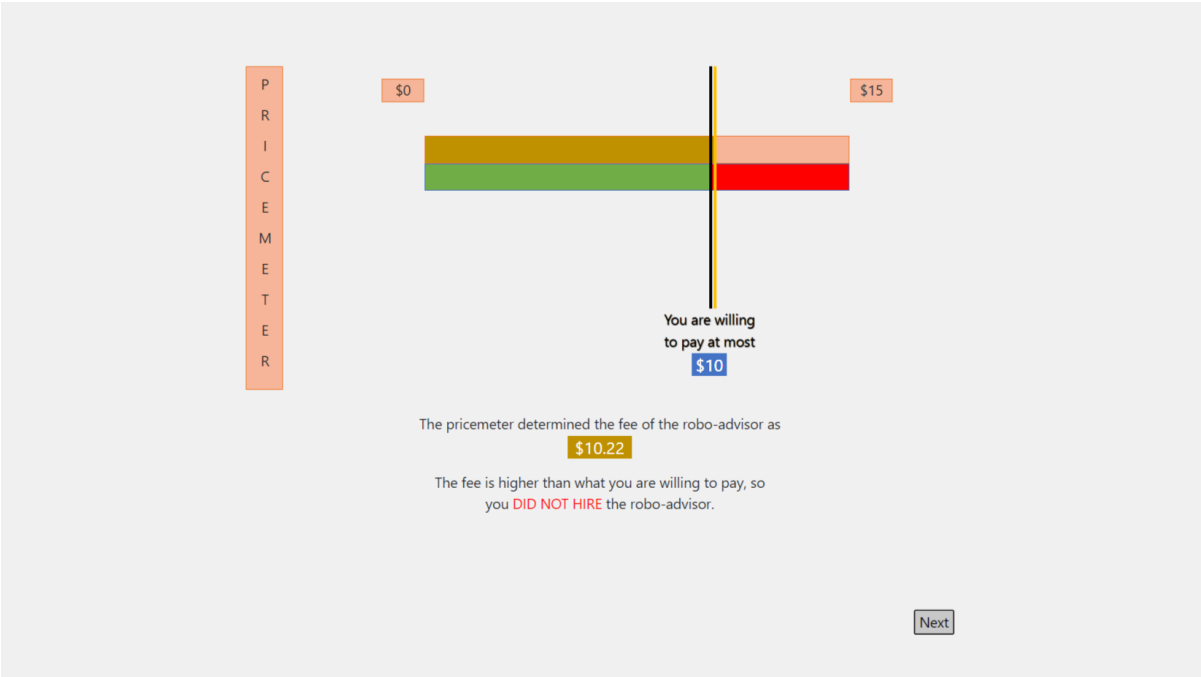 P
R
I
C
E
M
E
T
E
R
$0
$15
You are willing
to pay at most
$10
The pricemeter determined the fee of the robo-advisor as
$10.22
The fee is higher than what you are willing to pay, so
you DID NOT HIRE the robo-advisor.
Next